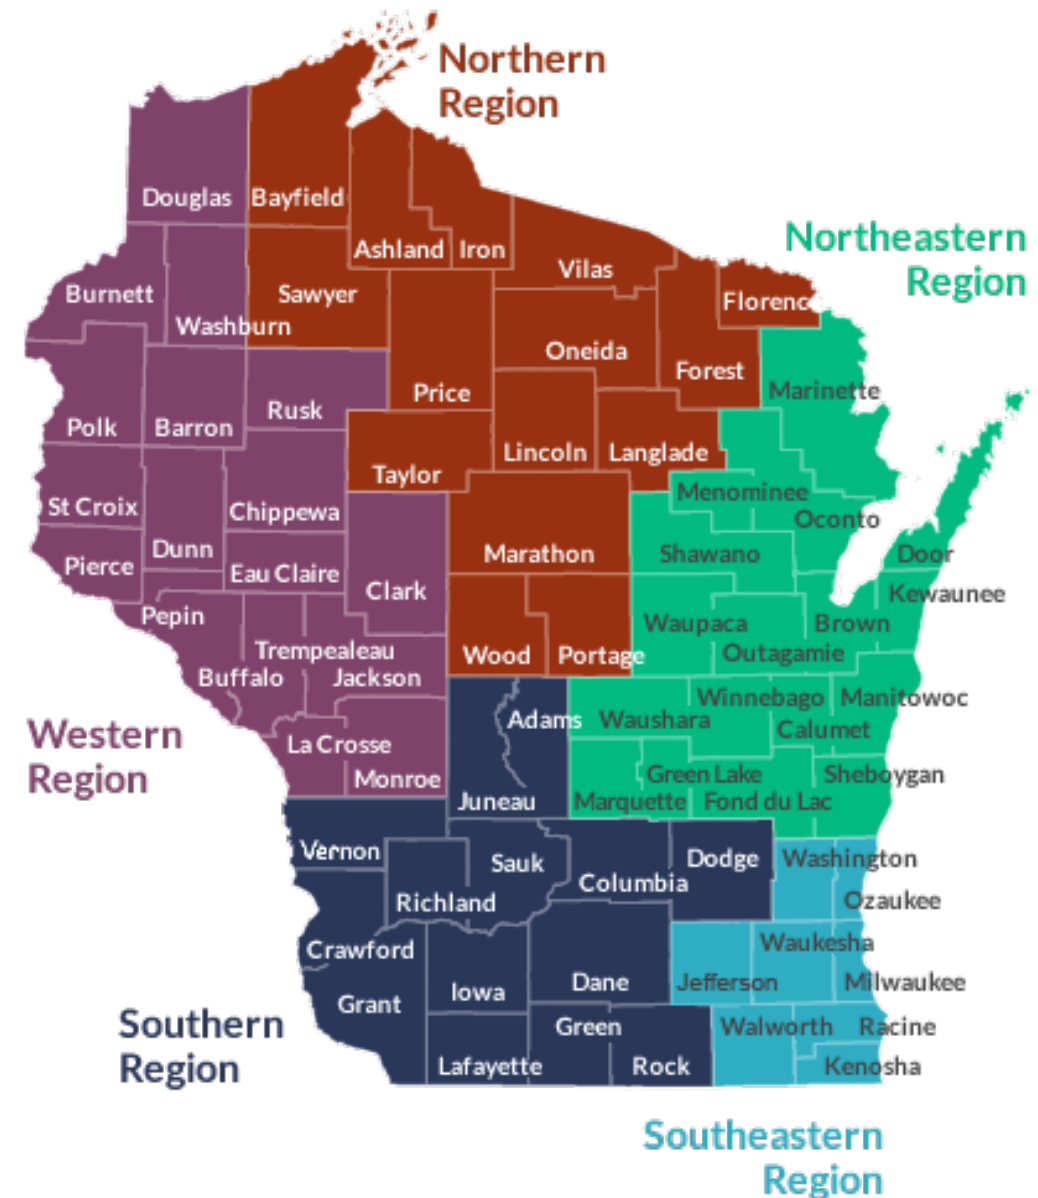 Northern
Region
Douglas
Bayfield
Ashland
Iron
Northeastern
Region
Vilas
Burnett
Sawyer
Florenc
Washburn
Oneida
Forest
Price
Marinette
Rusk
Polk
Barron
Lincoln
Langlade
Taylor
Menominee
St Croix
Chippewa
Oconto
Dunn
Marathon
Shawano
Door
Pierce
Eau Claire
Clark
Kewaunee
Pepin
Waupaca
Brown
Trempealeau
Wood
Portage
Outagamie
Buffalo
Jackson
Winnebago
Manitowoc
Adams
Waushara
Calumet
Western
Region
La Crosse
Monroe
Green Lake
Sheboygan
Juneau
Marquette
Fond du Lac
Vernon
Sauk
Dodge
Washington
Columbia
Richland
Ozaukee
Crawford
Waukesha
Dane
Jefferson
Milwaukee
Grant
Iowa
Southern
Region
Green
Walworth
Racine
Lafayette
Rock
Kenosha
Southeastern
Region